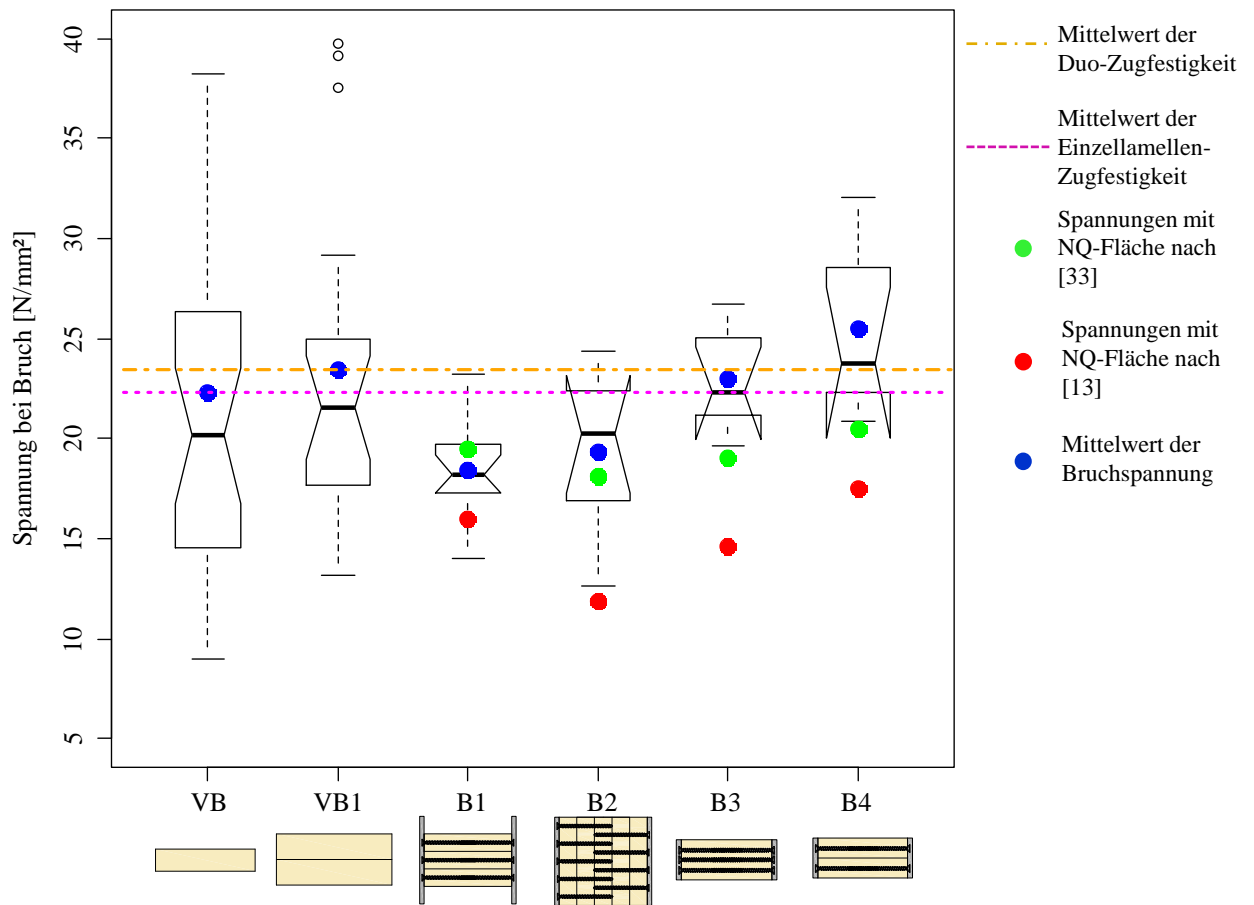 Spannung bei Bruch [N/mm²]
40
35
30
25
20
15
10
5
VB
VB1
B1
B2
B3
B4
Mittelwert der
Duo-Zugfestigkeit
Mittelwert der
Einzellamellen-
Zugfestigkeit
Spannungen mit
NQ-Fläche nach
[33]
Spannungen mit
NQ-Fläche nach
[13]
Mittelwert der
Bruchspannung